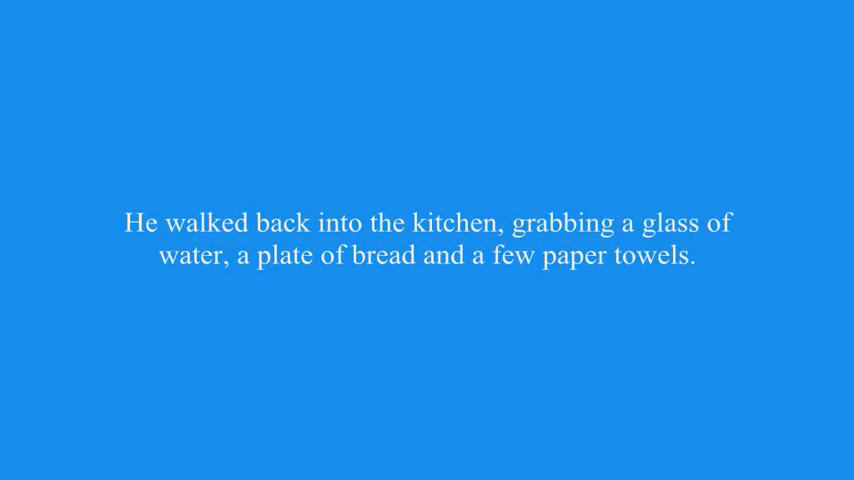 He walked back into the kitchen, grabbing a glass of
water, a plate of bread and a few paper towels.